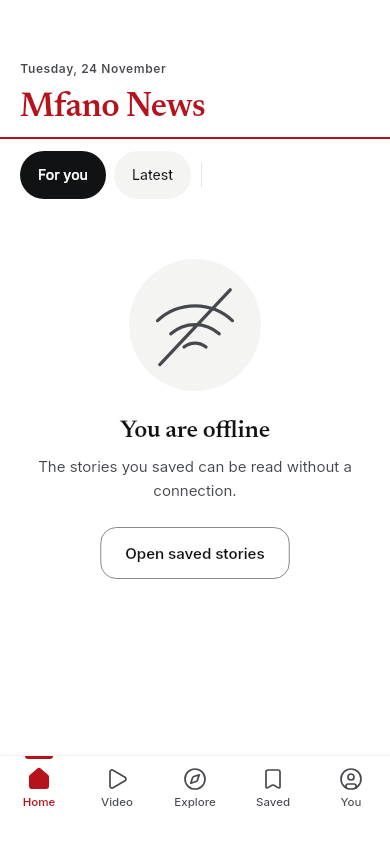 Tuesday, 24 November
Mfano News
For you
Latest
You are offline
The stories you saved can be read without a
connection.
Open saved stories
Home
Video
Explore
Saved
You